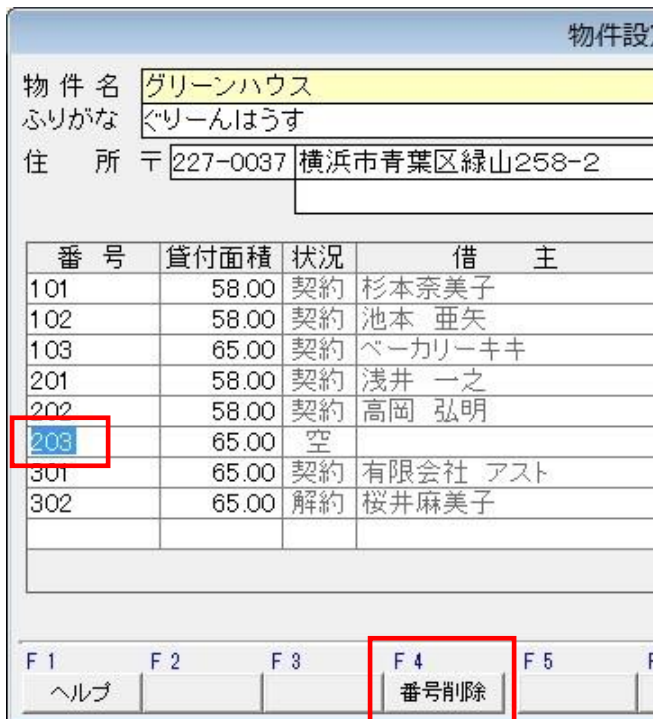 物件設
物 件 名 グリーンハウス
ふりがな ぐりーんはうす
住 所 〒 227-0037 横浜市青葉区緑山258-2
番 号 貸付面積 状況 借 主
101 58.00 契約 杉本奈美子
102 58.00 契約 池本 亜矢
103 65.00 契約 ベーカリーキキ
201 58.00 契約 浅井 一之
202 58.00 契約 高岡 弘明
203 65.00 空
301 65.00 契約 有限会社 アスト
302 65.00 解約 桜井麻美子
F 1 F 2 F 3 F 4 F 5
ヘルプ 番号削除